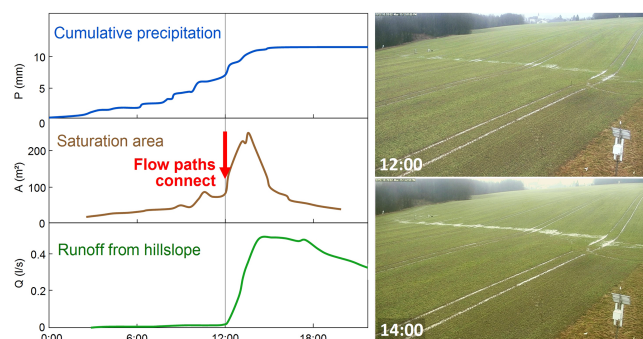 Cumulative precipitation
P (mm)
10
5
0
Saturation area
A (m²)
200
100
0
Flow paths
connect
Runoff from hillslope
Q (l/s)
0.4
0.2
0
0:00
6:00
12:00
18:00
12:00
14:00